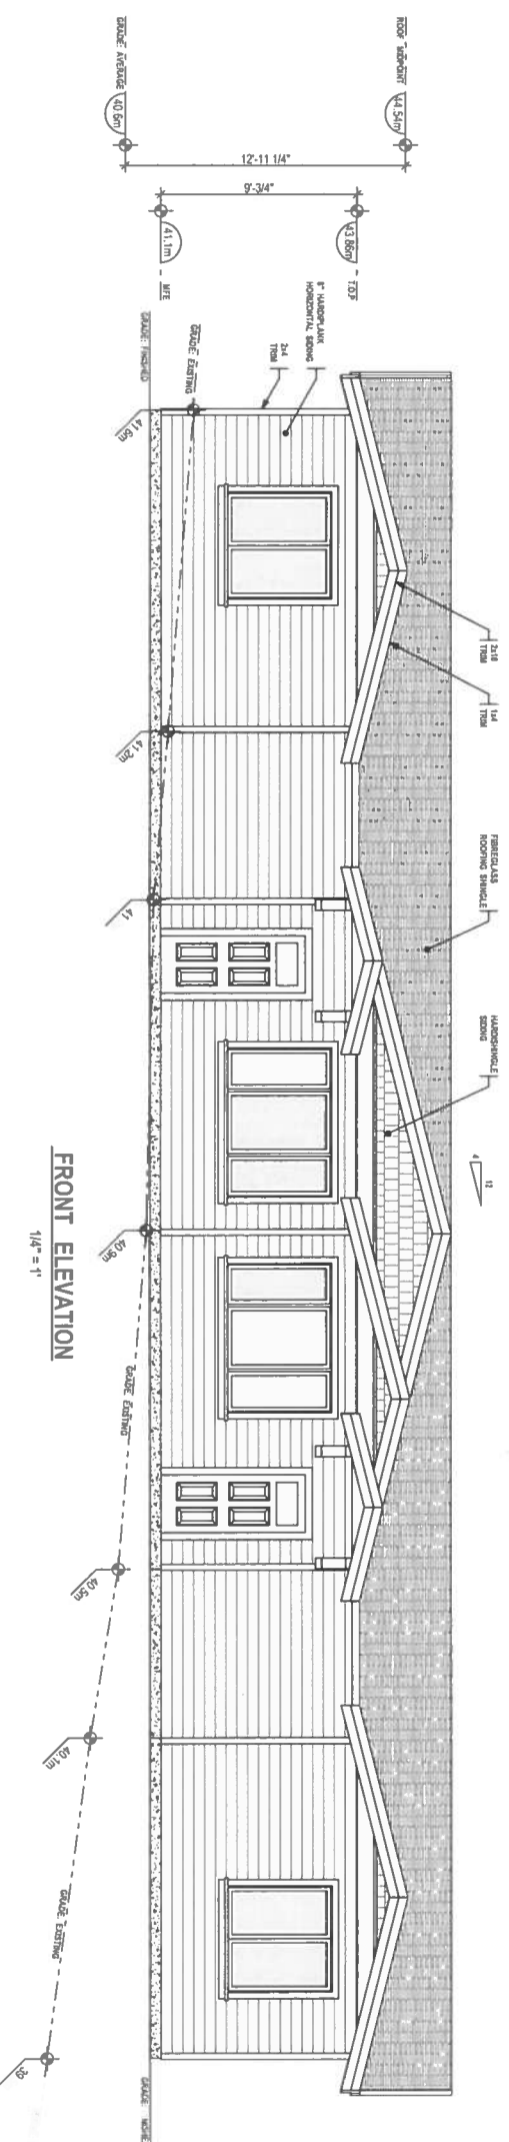 ROOF MIDPOINT
44.54m
GRADE: AVERAGE
40.6m
12'-11 1/4"
9'-3/4"
43.86m
T.O.P
41.1m
MFE
GRADE: FINISHED
GRADE: EXISTING
8" HARDIPLANK
HORIZONTAL SIDING
2x4
TRIM
2x10
TRIM
1x4
TRIM
FIBREGLASS
ROOFING SHINGLE
HARDISHINGLE
SIDING
12
4
41.6m
41.2m
41
40.9m
GRADE: EXISTING
40.5m
40.1m
GRADE: EXISTING
39
GRADE:
FRONT ELEVATION
1/4" = 1'